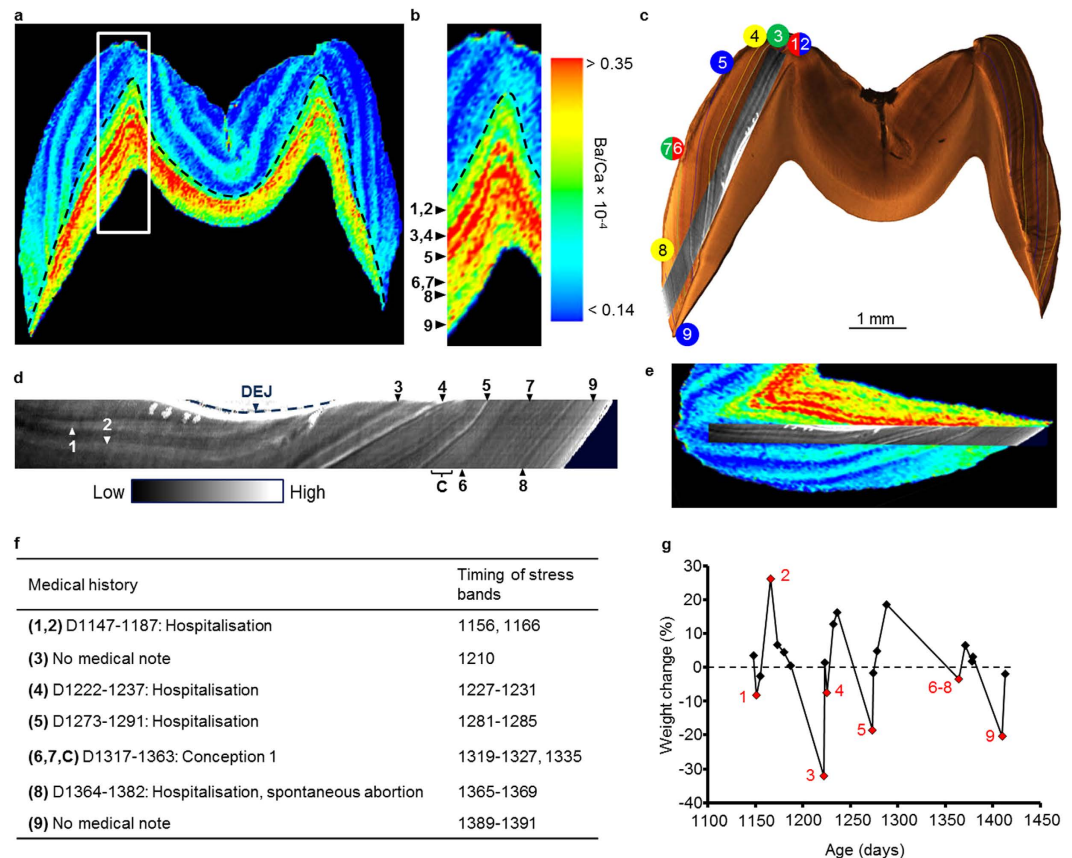 a
b
c
> 0.35
Ba/Ca × 10-4
< 0.14
1,2
3,4
5
6,7
8
9
4
3
1 2
5
7 6
8
9
1 mm
d
DEJ
3 4 5 7 9
1
2
C 6 8
Low High
e
f
Medical history
Timing of stress
bands
(1,2) D1147-1187: Hospitalisation 1156, 1166
(3) No medical note 1210
(4) D1222-1237: Hospitalisation 1227-1231
(5) D1273-1291: Hospitalisation 1281-1285
(6,7,C) D1317-1363: Conception 1 1319-1327, 1335
(8) D1364-1382: Hospitalisation, spontaneous abortion 1365-1369
(9) No medical note 1389-1391
g
Weight change (%)
30
20
10
0
-10
-20
-30
-40
2
1
4
6-8
5
9
3
1100 1150 1200 1250 1300 1350 1400 1450
Age (days)